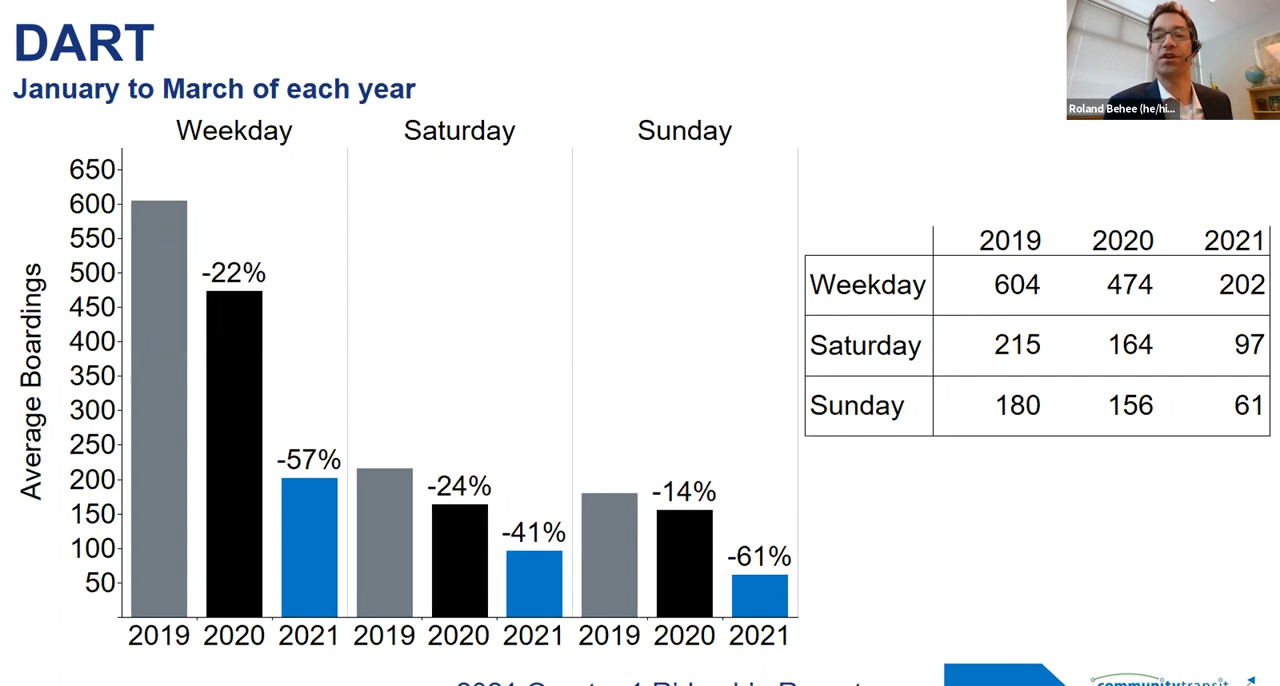 DART
January to March of each year
Roland Behee (he/hi...
Weekday Saturday Sunday
Average Boardings
650
600
550
500
450
400
350
300
250
200
150
100
50
-22%
-57%
-24%
-41%
-14%
-61%
2019 2020 2021 2019 2020 2021 2019 2020 2021
2019 2020 2021
Weekday 604 474 202
Saturday 215 164 97
Sunday 180 156 61
communitytransit